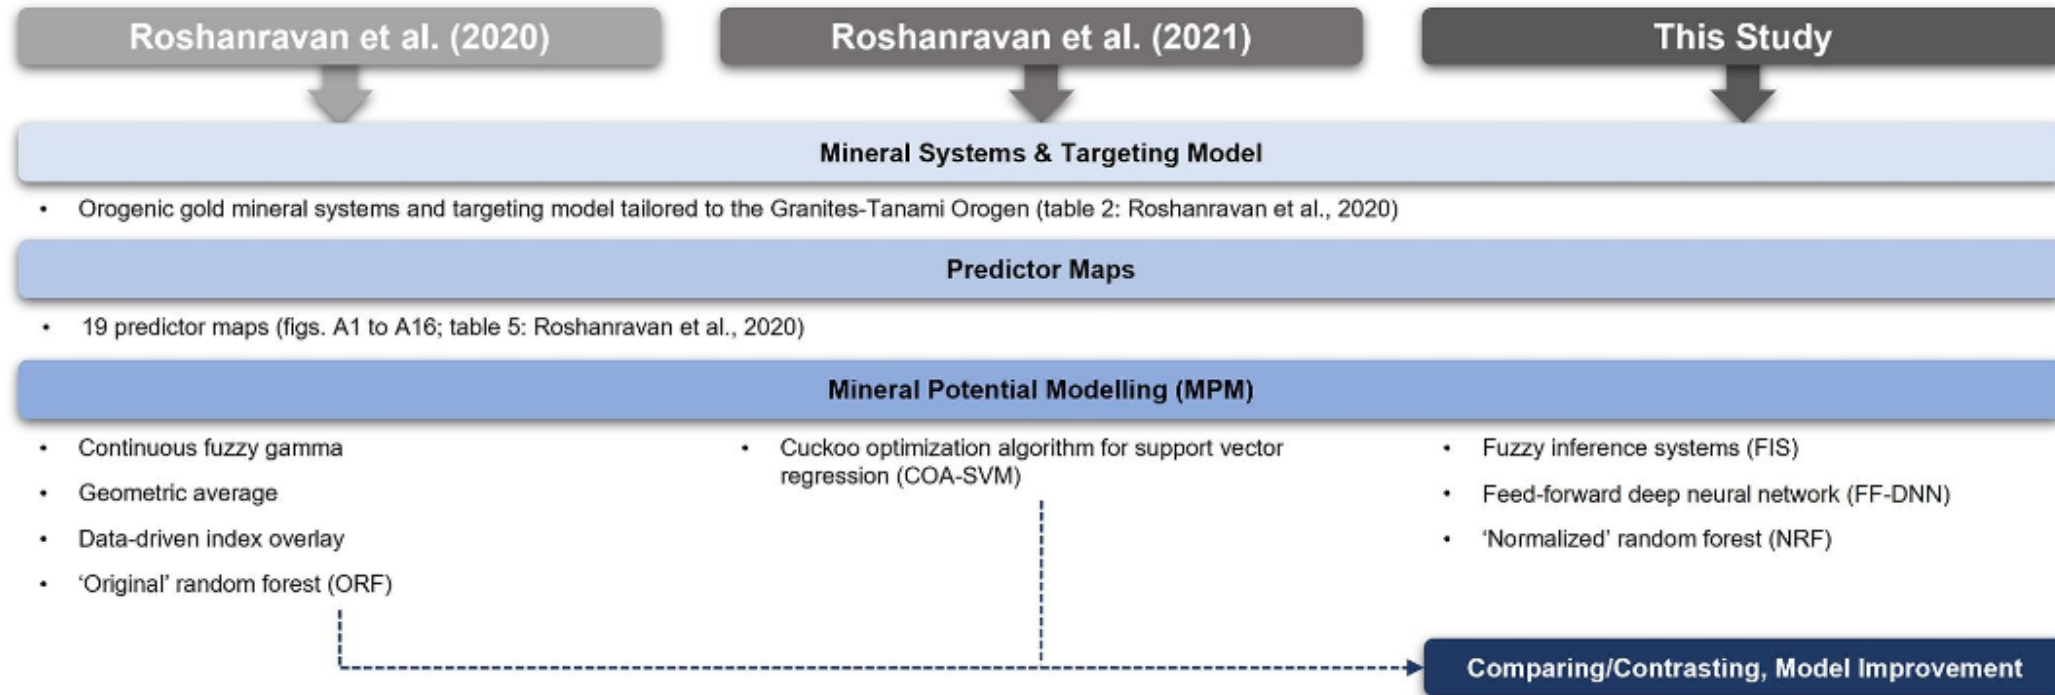 Roshanravan et al. (2020)
Roshanravan et al. (2021)
This Study
Mineral Systems & Targeting Model
• Orogenic gold mineral systems and targeting model tailored to the Granites-Tanami Orogen (table 2: Roshanravan et al., 2020)
Predictor Maps
• 19 predictor maps (figs. A1 to A16; table 5: Roshanravan et al., 2020)
Mineral Potential Modelling (MPM)
• Continuous fuzzy gamma
• Geometric average
• Data-driven index overlay
• ‘Original’ random forest (ORF)
• Cuckoo optimization algorithm for support vector
regression (COA-SVM)
• Fuzzy inference systems (FIS)
• Feed-forward deep neural network (FF-DNN)
• ‘Normalized’ random forest (NRF)
Comparing/Contrasting, Model Improvement